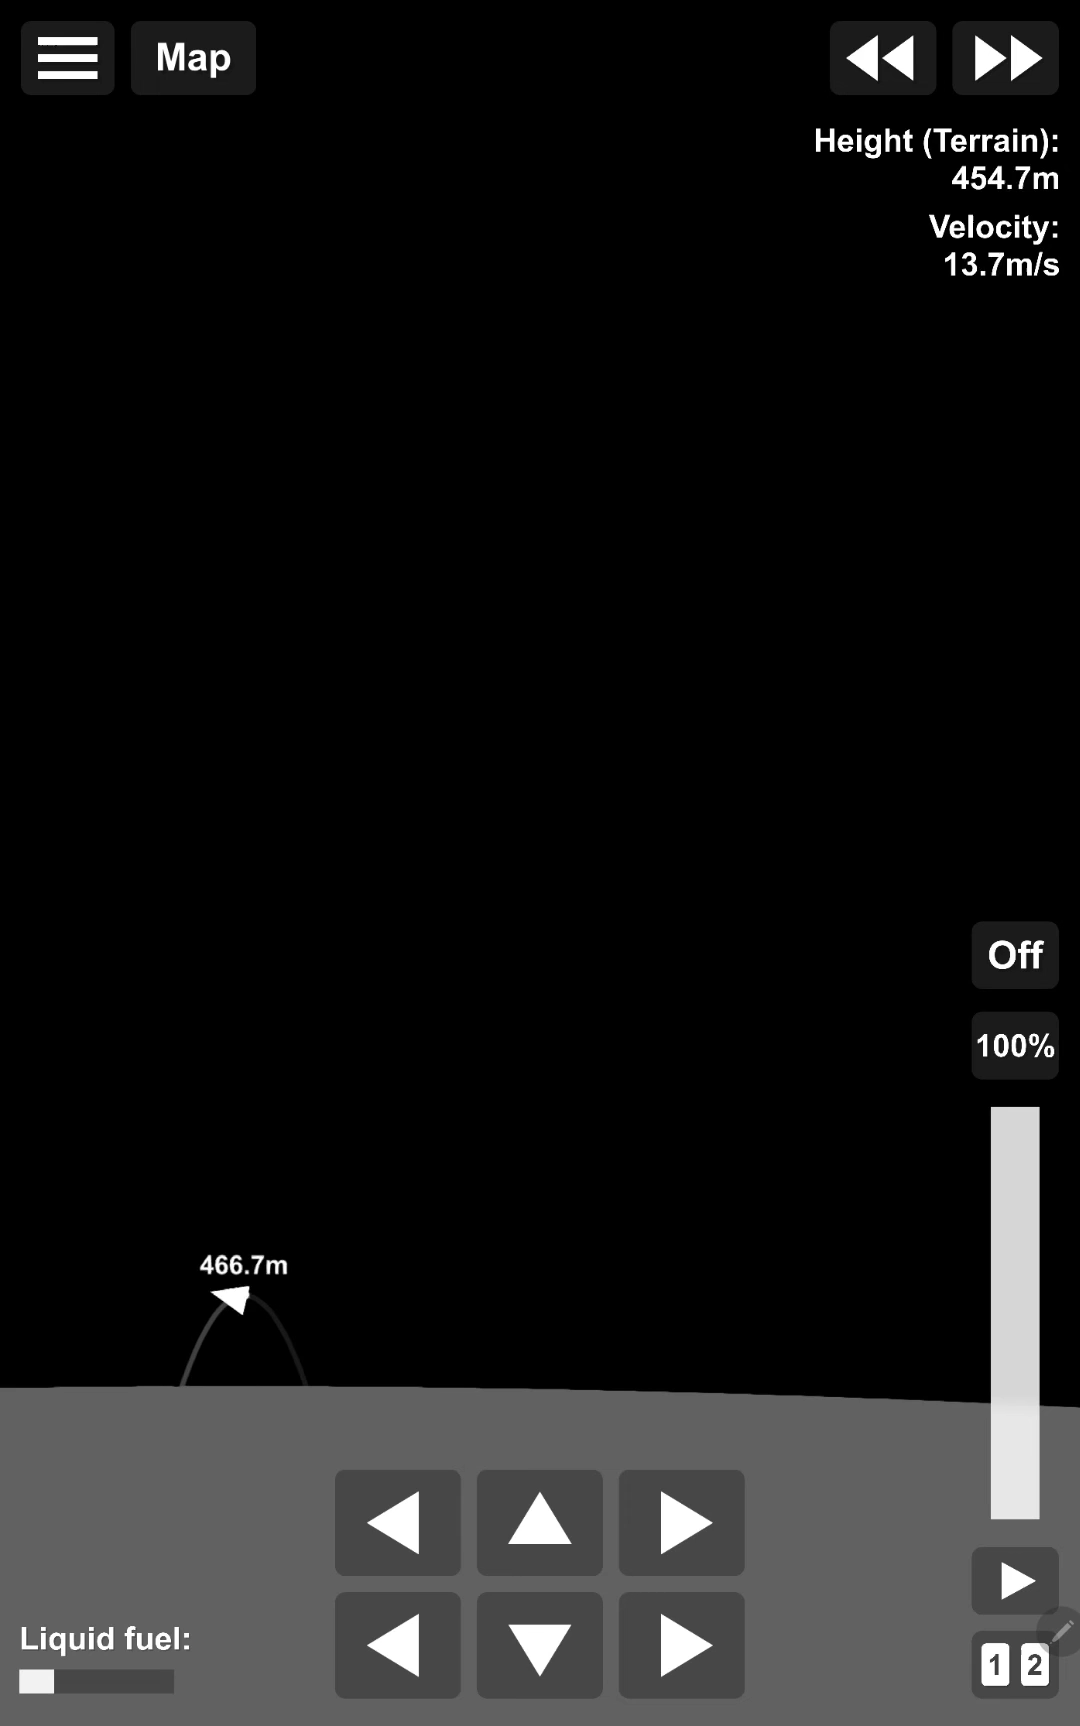 Map
Height (Terrain):
454.7m
Velocity:
13.7m/s
Off
100%
466.7m
Liquid fuel:
1 2